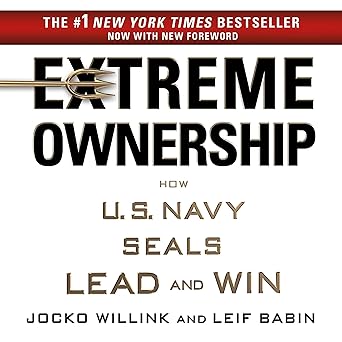 THE #1 NEW YORK TIMES BESTSELLER
NOW WITH NEW FOREWORD
EXTREME
OWNERSHIP
HOW
U.S. NAVY
SEALS
LEAD AND WIN
JOCKO WILLINK AND LEIF BABIN